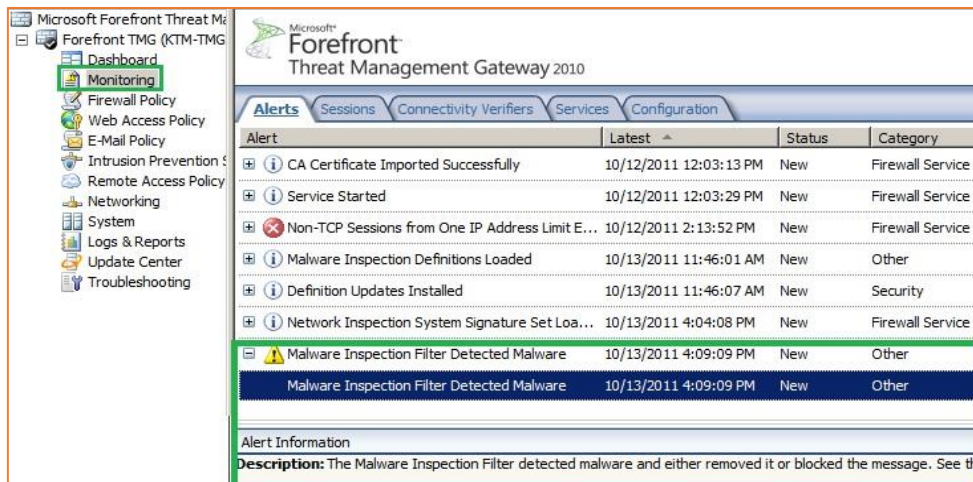 Microsoft Forefront Threat Ma
Forefront TMG (KTM-TMG
Dashboard
Monitoring
Firewall Policy
Web Access Policy
E-Mail Policy
Intrusion Prevention S
Remote Access Policy
Networking
System
Logs & Reports
Update Center
Troubleshooting
Microsoft®
Forefront™
Threat Management Gateway 2010
Alerts Sessions Connectivity Verifiers Services Configuration
Alert Latest Status Category
CA Certificate Imported Successfully 10/12/2011 12:03:13 PM New Firewall Service
Service Started 10/12/2011 12:03:29 PM New Firewall Service
Non-TCP Sessions from One IP Address Limit E... 10/12/2011 2:13:52 PM New Firewall Service
Malware Inspection Definitions Loaded 10/13/2011 11:46:01 AM New Other
Definition Updates Installed 10/13/2011 11:46:07 AM New Security
Network Inspection System Signature Set Loa... 10/13/2011 4:04:08 PM New Firewall Service
Malware Inspection Filter Detected Malware 10/13/2011 4:09:09 PM New Other
Malware Inspection Filter Detected Malware 10/13/2011 4:09:09 PM New Other
Alert Information
Description: The Malware Inspection Filter detected malware and either removed it or blocked the message. See th